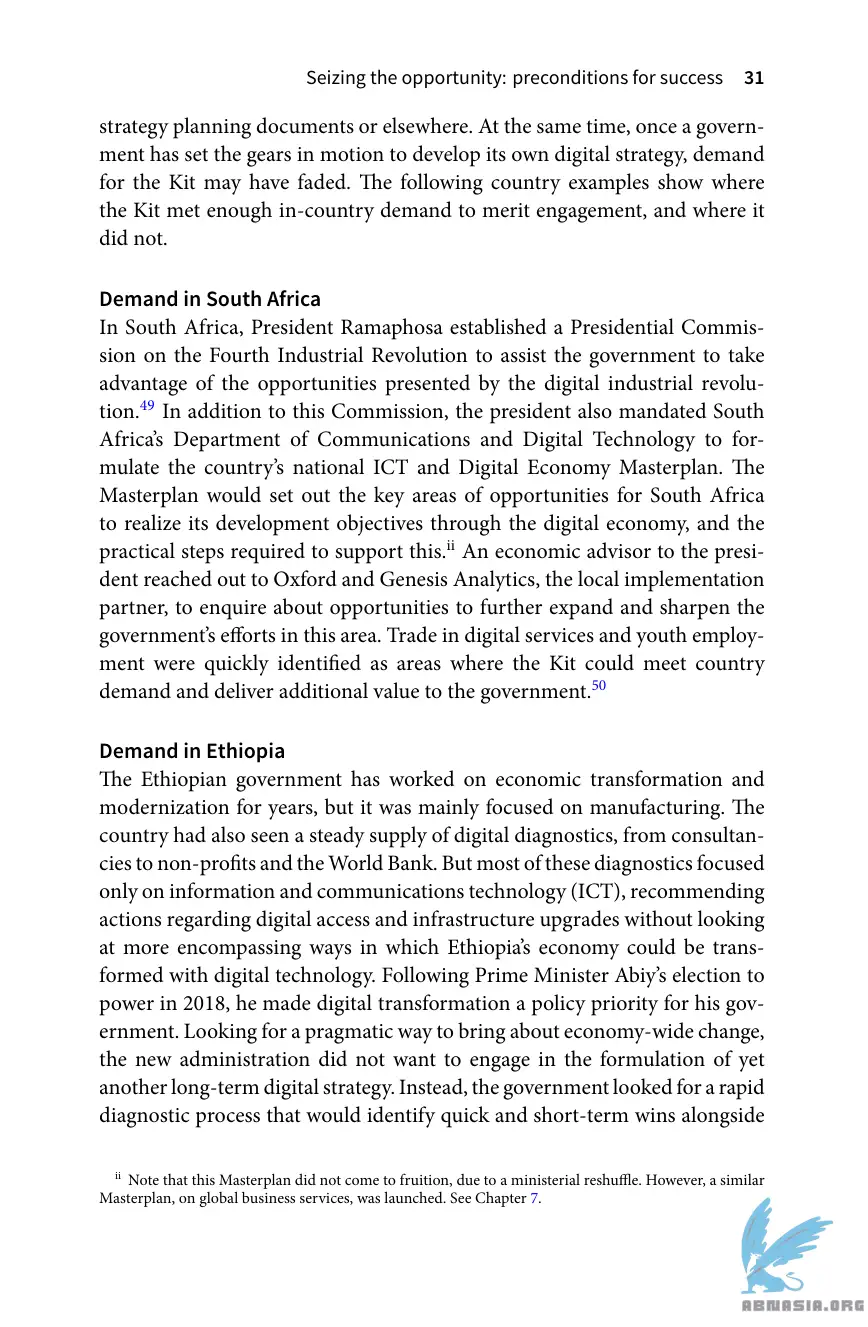 Seizing the opportunity: preconditions for success 31
strategy planning documents or elsewhere. At the same time, once a govern-
ment has set the gears in motion to develop its own digital strategy, demand
for the Kit may have faded. The following country examples show where
the Kit met enough in-country demand to merit engagement, and where it
did not.
Demand in South Africa
In South Africa, President Ramaphosa established a Presidential Commis-
sion on the Fourth Industrial Revolution to assist the government to take
advantage of the opportunities presented by the digital industrial revolu-
tion.49 In addition to this Commission, the president also mandated South
Africa's Department of Communications and Digital Technology to for-
mulate the country's national ICT and Digital Economy Masterplan. The
Masterplan would set out the key areas of opportunities for South Africa
to realize its development objectives through the digital economy, and the
practical steps required to support this.ii An economic advisor to the presi-
dent reached out to Oxford and Genesis Analytics, the local implementation
partner, to enquire about opportunities to further expand and sharpen the
government's efforts in this area. Trade in digital services and youth employ-
ment were quickly identified as areas where the Kit could meet country
demand and deliver additional value to the government.50
Demand in Ethiopia
The Ethiopian government has worked on economic transformation and
modernization for years, but it was mainly focused on manufacturing. The
country had also seen a steady supply of digital diagnostics, from consultan-
cies to non-profits and the World Bank. But most of these diagnostics focused
only on information and communications technology (ICT), recommending
actions regarding digital access and infrastructure upgrades without looking
at more encompassing ways in which Ethiopia's economy could be trans-
formed with digital technology. Following Prime Minister Abiy's election to
power in 2018, he made digital transformation a policy priority for his gov-
ernment. Looking for a pragmatic way to bring about economy-wide change,
the new administration did not want to engage in the formulation of yet
another long-term digital strategy. Instead, the government looked for a rapid
diagnostic process that would identify quick and short-term wins alongside
ii Note that this Masterplan did not come to fruition, due to a ministerial reshuffle. However, a similar
Masterplan, on global business services, was launched. See Chapter 7.
ABNASIA.ORG